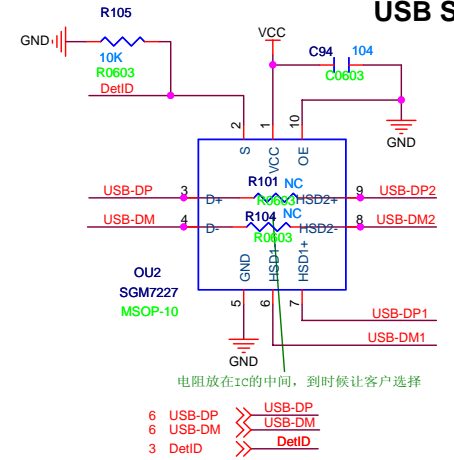 USB S
R105
GND
10K
R0603
DetID
VCC
C94
104
C0603
GND
2
1
10
S
VCC
OE
R101
NC
USB-DP
3
D+
R0603
HSD2+
9
USB-DP2
R104
NC
USB-DM
4
D-
R0603
HSD2-
8
USB-DM2
OU2
SGM7227
MSOP-10
GND
HSD1-
HSD1+
5
6
7
USB-DP1
USB-DM1
GND
电阻放在IC的中间，到时候让客户选择
6 USB-DP
USB-DP
6 USB-DM
USB-DM
3 DetID
DetID